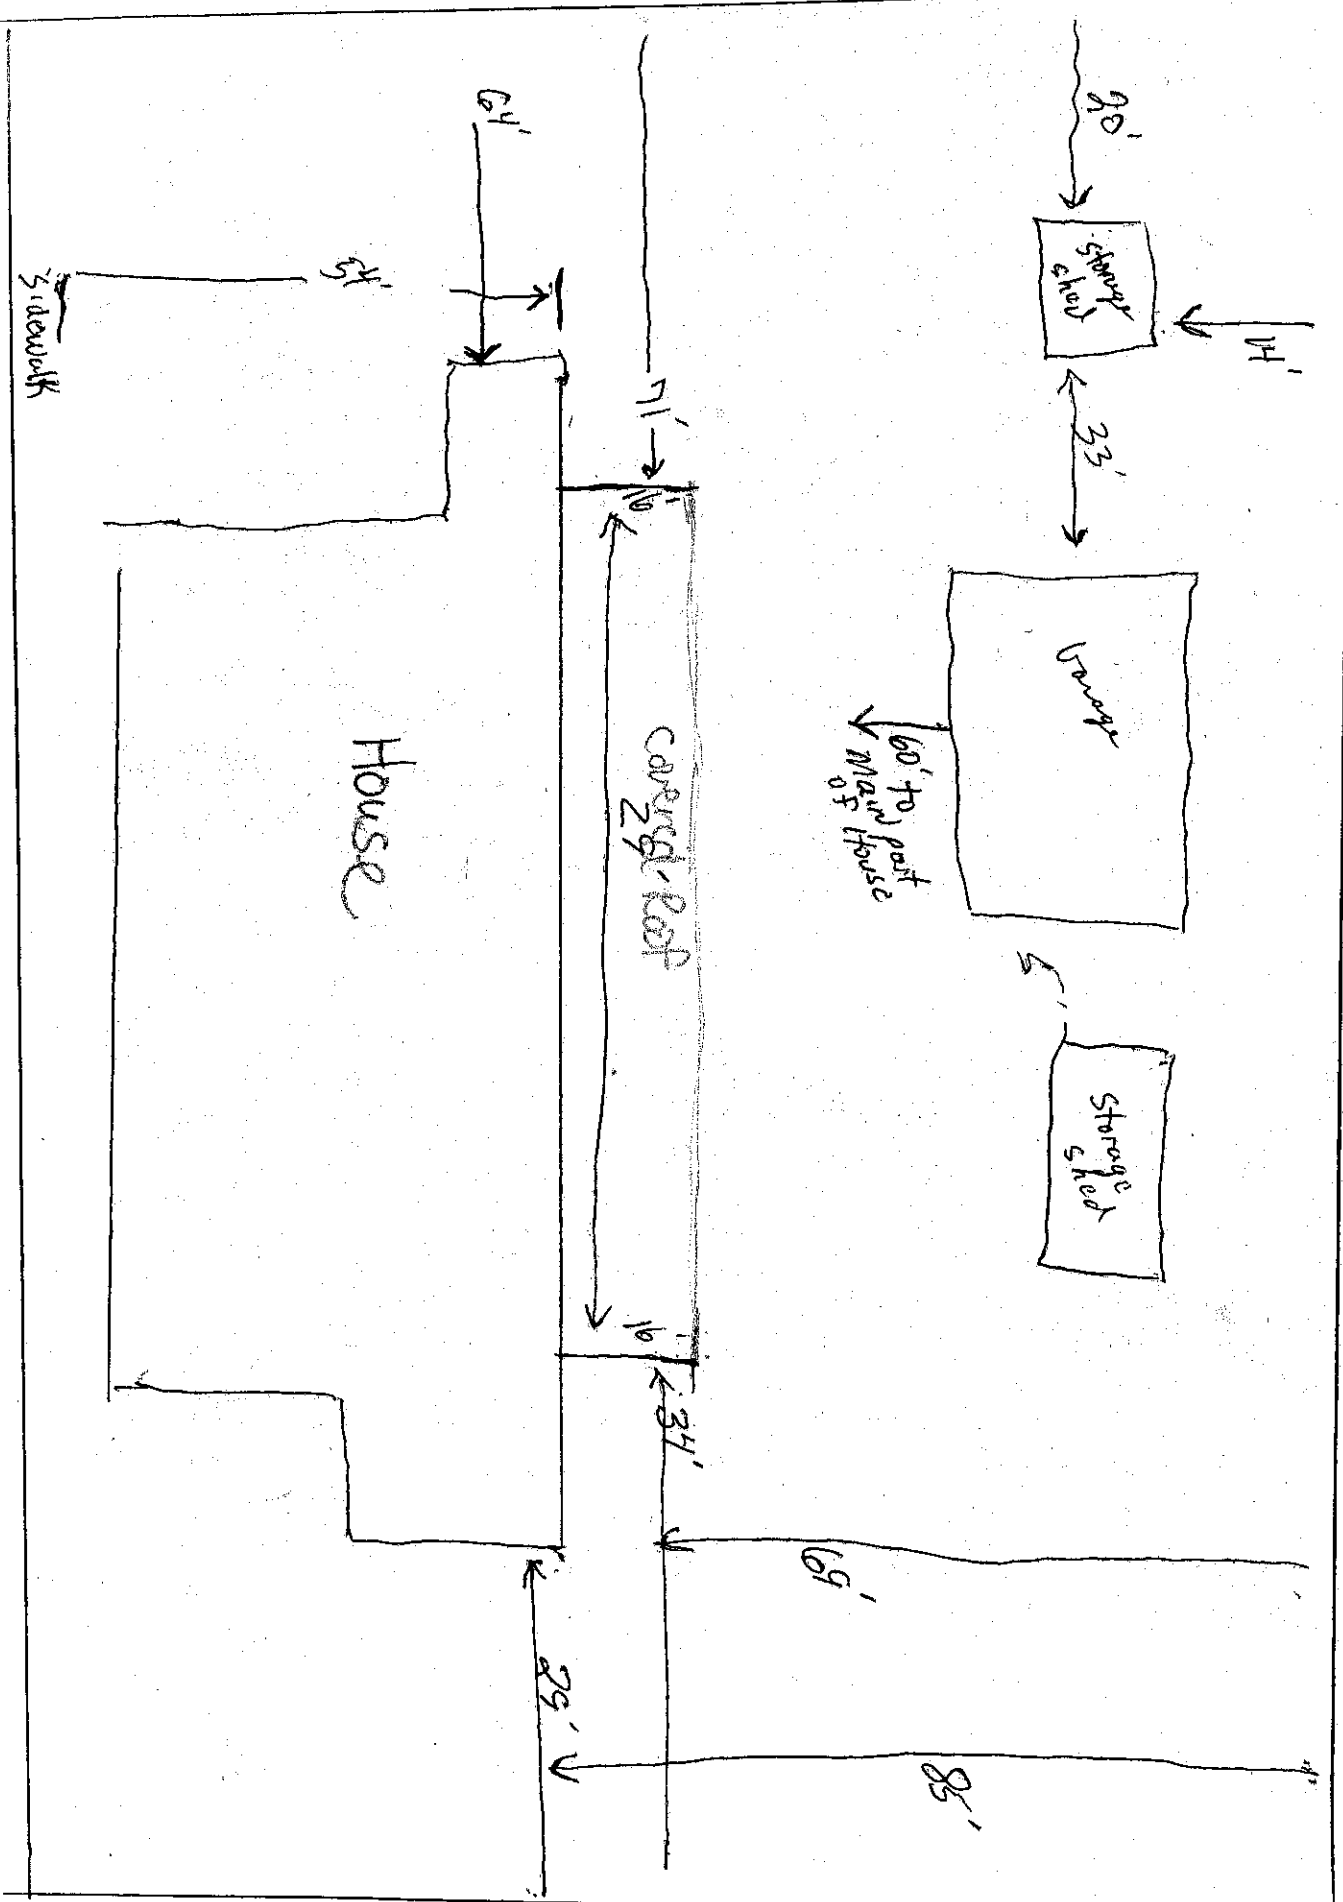 20'
Storage
shed
14'
33'
Garage
60' to
Main part
of House
5'
Storage
shed
64'
54'
Sidewalk
71'
16'
Covered Roof
29'
16'
34'
House
69'
29'
85'